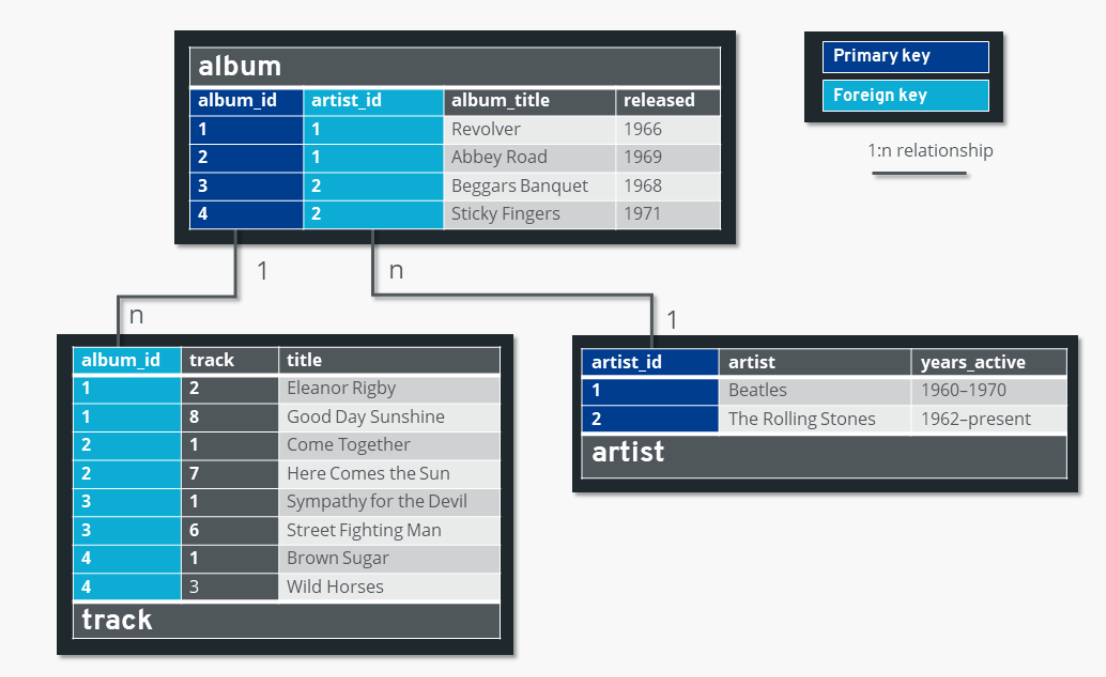 album
album_id artist_id album_title released
1 1 Revolver 1966
2 1 Abbey Road 1969
3 2 Beggars Banquet 1968
4 2 Sticky Fingers 1971
Primary key
Foreign key
1:n relationship
1 n
n 1
album_id track title
1 2 Eleanor Rigby
1 8 Good Day Sunshine
2 1 Come Together
2 7 Here Comes the Sun
3 1 Sympathy for the Devil
3 6 Street Fighting Man
4 1 Brown Sugar
4 3 Wild Horses
track
artist_id artist years_active
1 Beatles 1960–1970
2 The Rolling Stones 1962–present
artist